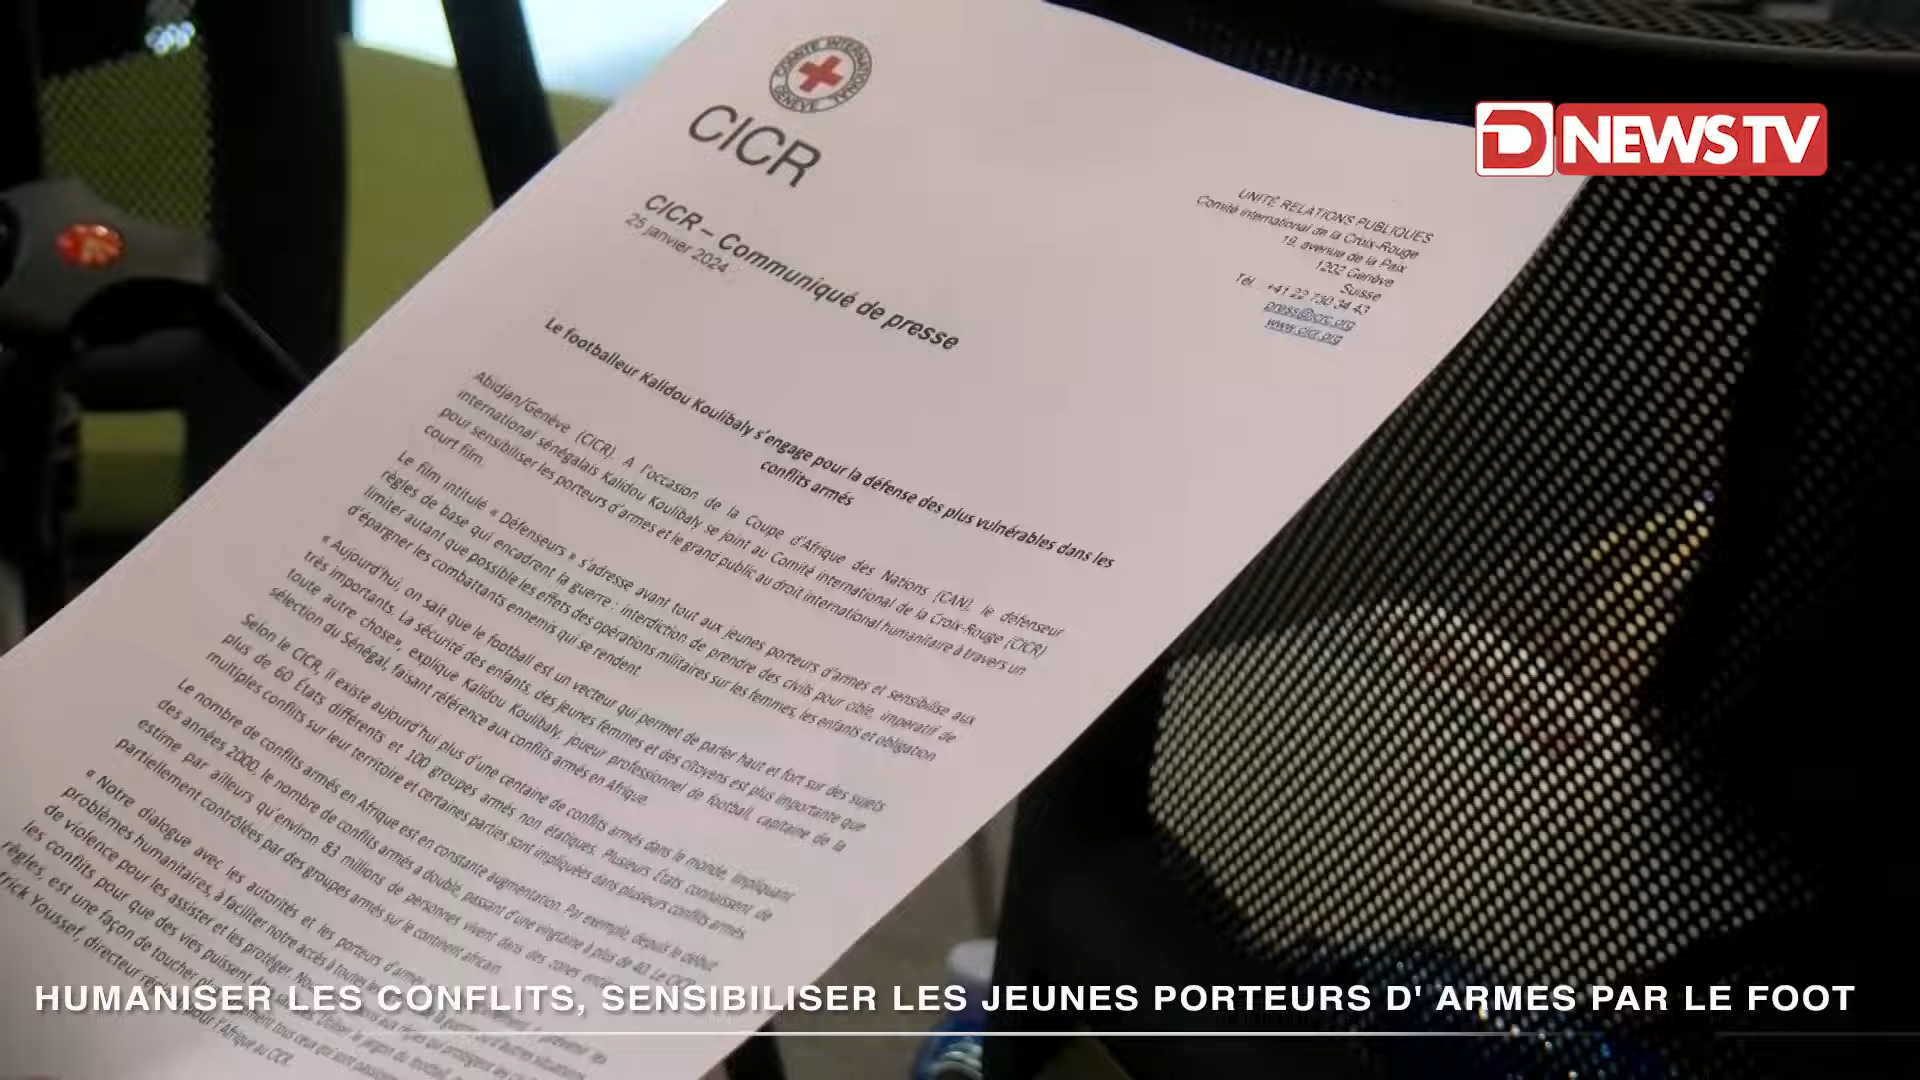 COMITE INTERNATIONAL GENEVE
CICR
D NEWS TV
UNITÉ RELATIONS PUBLIQUES
Comité international de la Croix-Rouge
19, avenue de la Paix
1202 Genève
Suisse
Tél. +41 22 730 34 43
press@icrc.org
www.cicr.org
CICR – Communiqué de presse
25 janvier 2024
Le footballeur Kalidou Koulibaly s'engage pour la défense des plus vulnérables dans les
conflits armés
Abidjan/Genève (CICR). A l'occasion de la Coupe d'Afrique des Nations (CAN), le défenseur
international sénégalais Kalidou Koulibaly se joint au Comité international de la Croix-Rouge (CICR)
pour sensibiliser les porteurs d'armes et le grand public au droit international humanitaire à travers un
court film.
Le film intitulé « Défenseurs » s'adresse avant tout aux jeunes porteurs d'armes et sensibilise aux
règles de base qui encadrent la guerre : interdiction de prendre des civils pour cible, impératif de
limiter autant que possible les effets des opérations militaires sur les femmes, les enfants et obligation
d'épargner les combattants ennemis qui se rendent.
« Aujourd'hui, on sait que le football est un vecteur qui permet de parler haut et fort sur des sujets
très importants. La sécurité des enfants, des jeunes femmes et des citoyens est plus importante que
toute autre chose», explique Kalidou Koulibaly, joueur professionnel de football, capitaine de la
sélection du Sénégal, faisant référence aux conflits armés en Afrique.
Selon le CICR, il existe aujourd'hui plus d'une centaine de conflits armés dans le monde, impliquant
plus de 60 États différents et 100 groupes armés non étatiques. Plusieurs États connaissent de
multiples conflits sur leur territoire et certaines parties sont impliquées dans plusieurs conflits armés.
Le nombre de conflits armés en Afrique est en constante augmentation. Par exemple, depuis le début
des années 2000, le nombre de conflits armés a doublé, passant d'une vingtaine à plus de 40. Le CICR
estime par ailleurs qu'environ 83 millions de personnes vivent dans des zones
partiellement contrôlées par des groupes armés sur le continent africain.
« Notre dialogue avec les autorités et les porteurs d'armes
problèmes humanitaires, à faciliter notre accès à toutes les
de violence pour les assister et les protéger.
les conflits pour que des vies puissent
règles, est une façon de toucher
trick Youssef, directeur
pour l'Afrique au CICR.
HUMANISER LES CONFLITS, SENSIBILISER LES JEUNES PORTEURS D' ARMES PAR LE FOOT